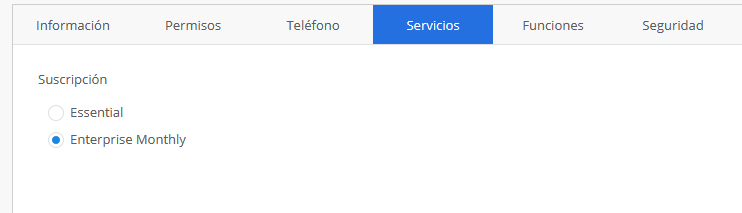 Información Permisos Teléfono Servicios Funciones Seguridad
Suscripción
Essential
Enterprise Monthly